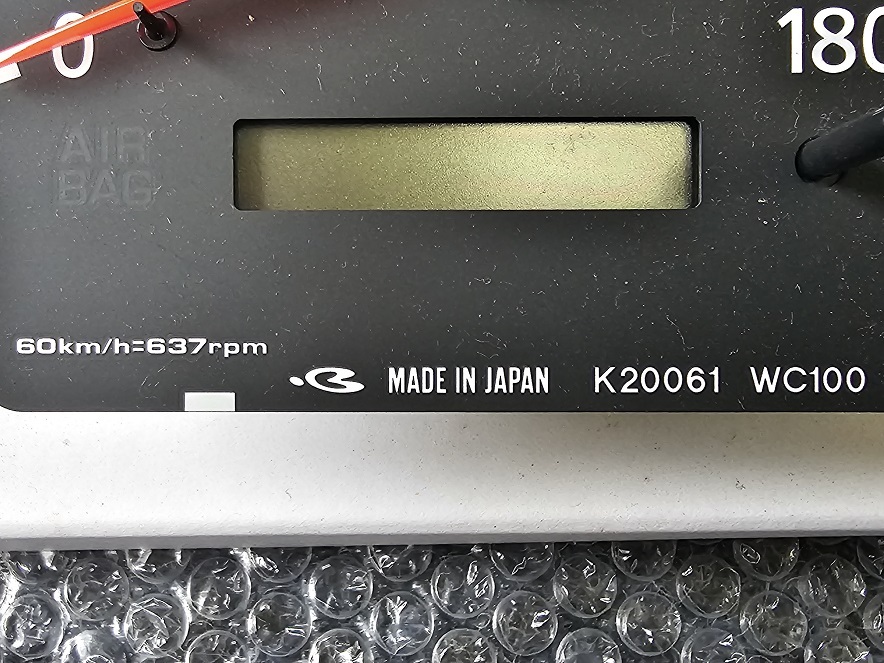 0
180
AIR
BAG
60km/h=637rpm
MADE IN JAPAN K20061 WC100